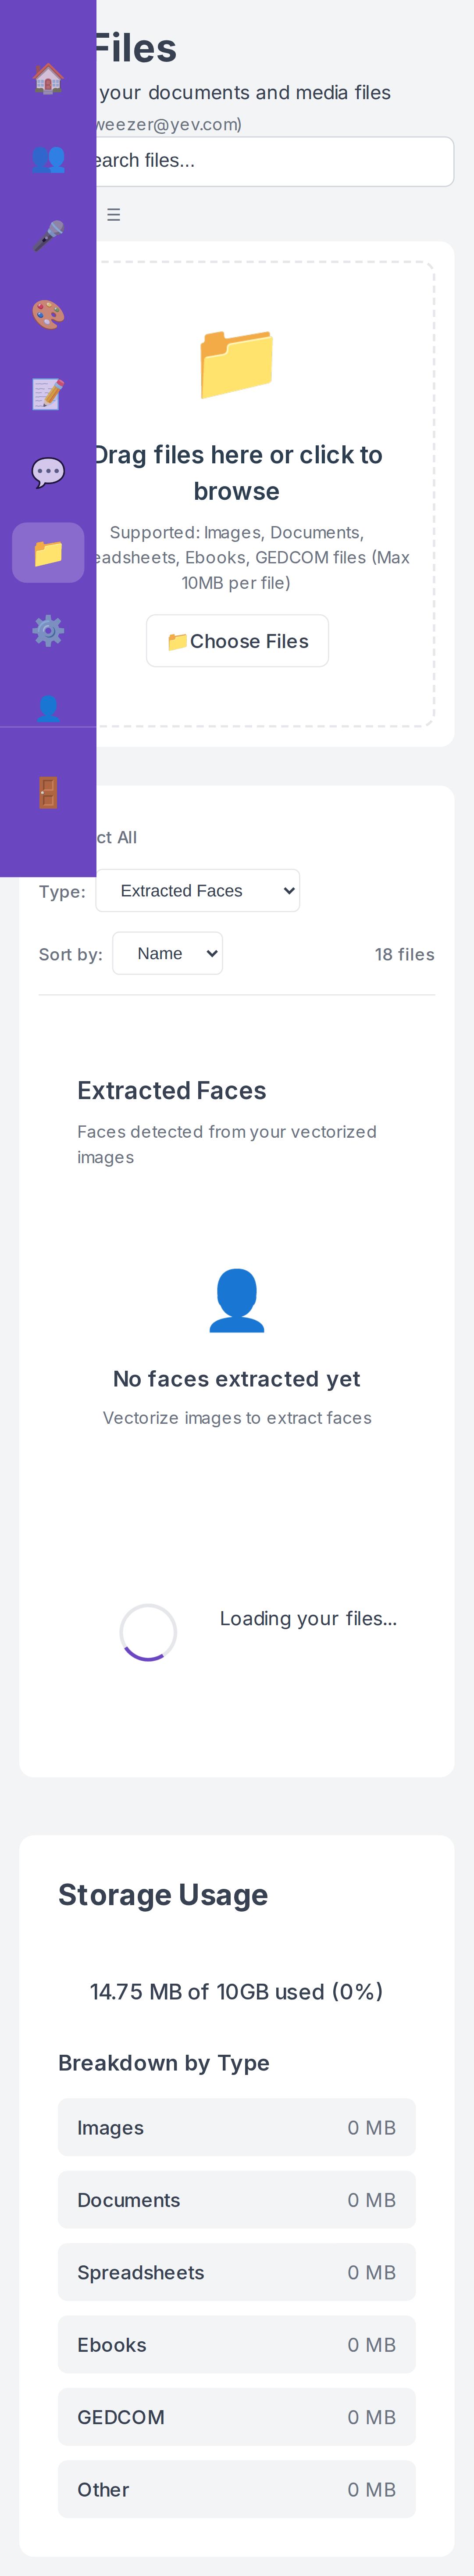 Files
your documents and media files
weezer@yev.com)
earch files...
Drag files here or click to
browse
Supported: Images, Documents,
eadsheets, Ebooks, GEDCOM files (Max
10MB per file)
Choose Files
ct All
Type: Extracted Faces
Sort by: Name 18 files
Extracted Faces
Faces detected from your vectorized
images
No faces extracted yet
Vectorize images to extract faces
Loading your files...
Storage Usage
14.75 MB of 10GB used (0%)
Breakdown by Type
Images 0 MB
Documents 0 MB
Spreadsheets 0 MB
Ebooks 0 MB
GEDCOM 0 MB
Other 0 MB